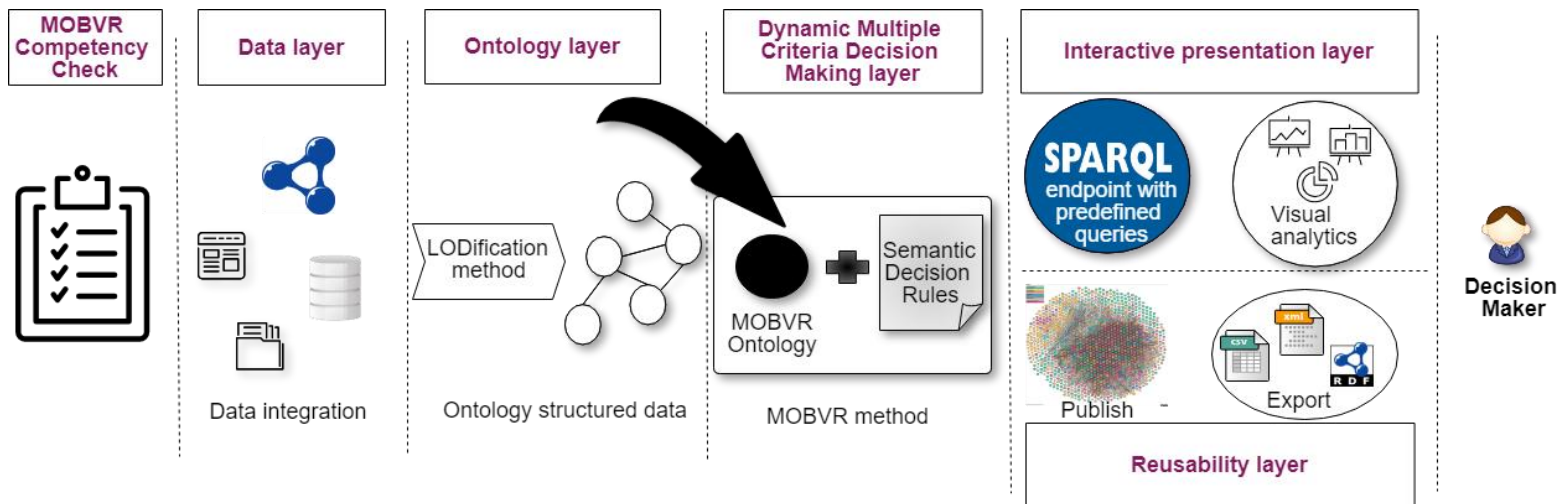 MOBVR
Competency
Check
Data layer
Ontology layer
Dynamic Multiple
Criteria Decision
Making layer
Interactive presentation layer
SPARQL
endpoint with
predefined
queries
Visual
analytics
LODification
method
MOBVR
Ontology
Semantic
Decision
Rules
Decision
Maker
Data integration
Ontology structured data
MOBVR method
Publish
CSV
xml
RDF
Export
Reusability layer